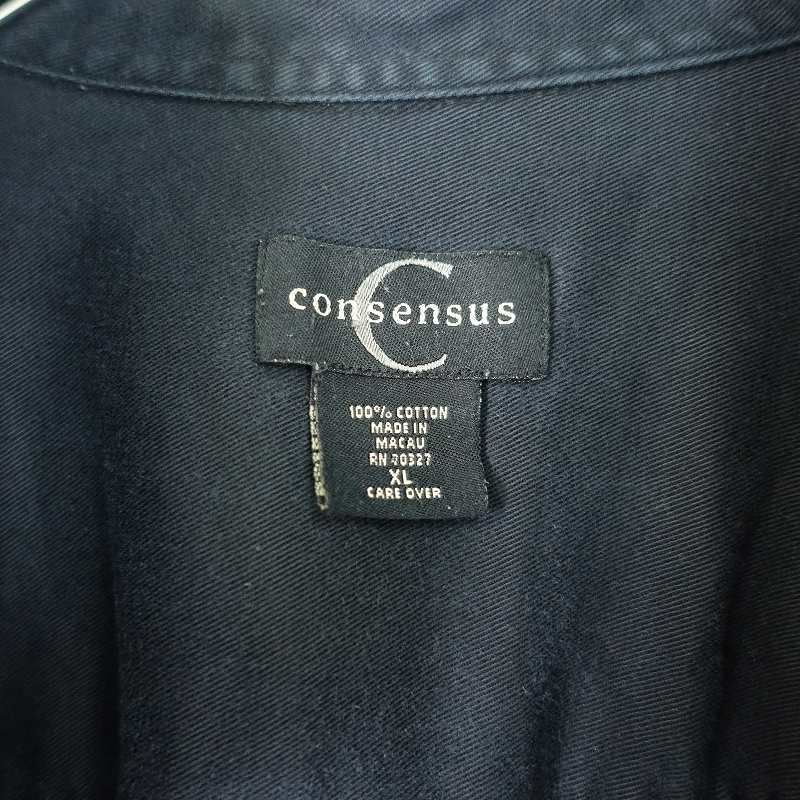 C
consensus
100% COTTON
MADE IN
MACAU
RN 70327
XL
CARE OVER